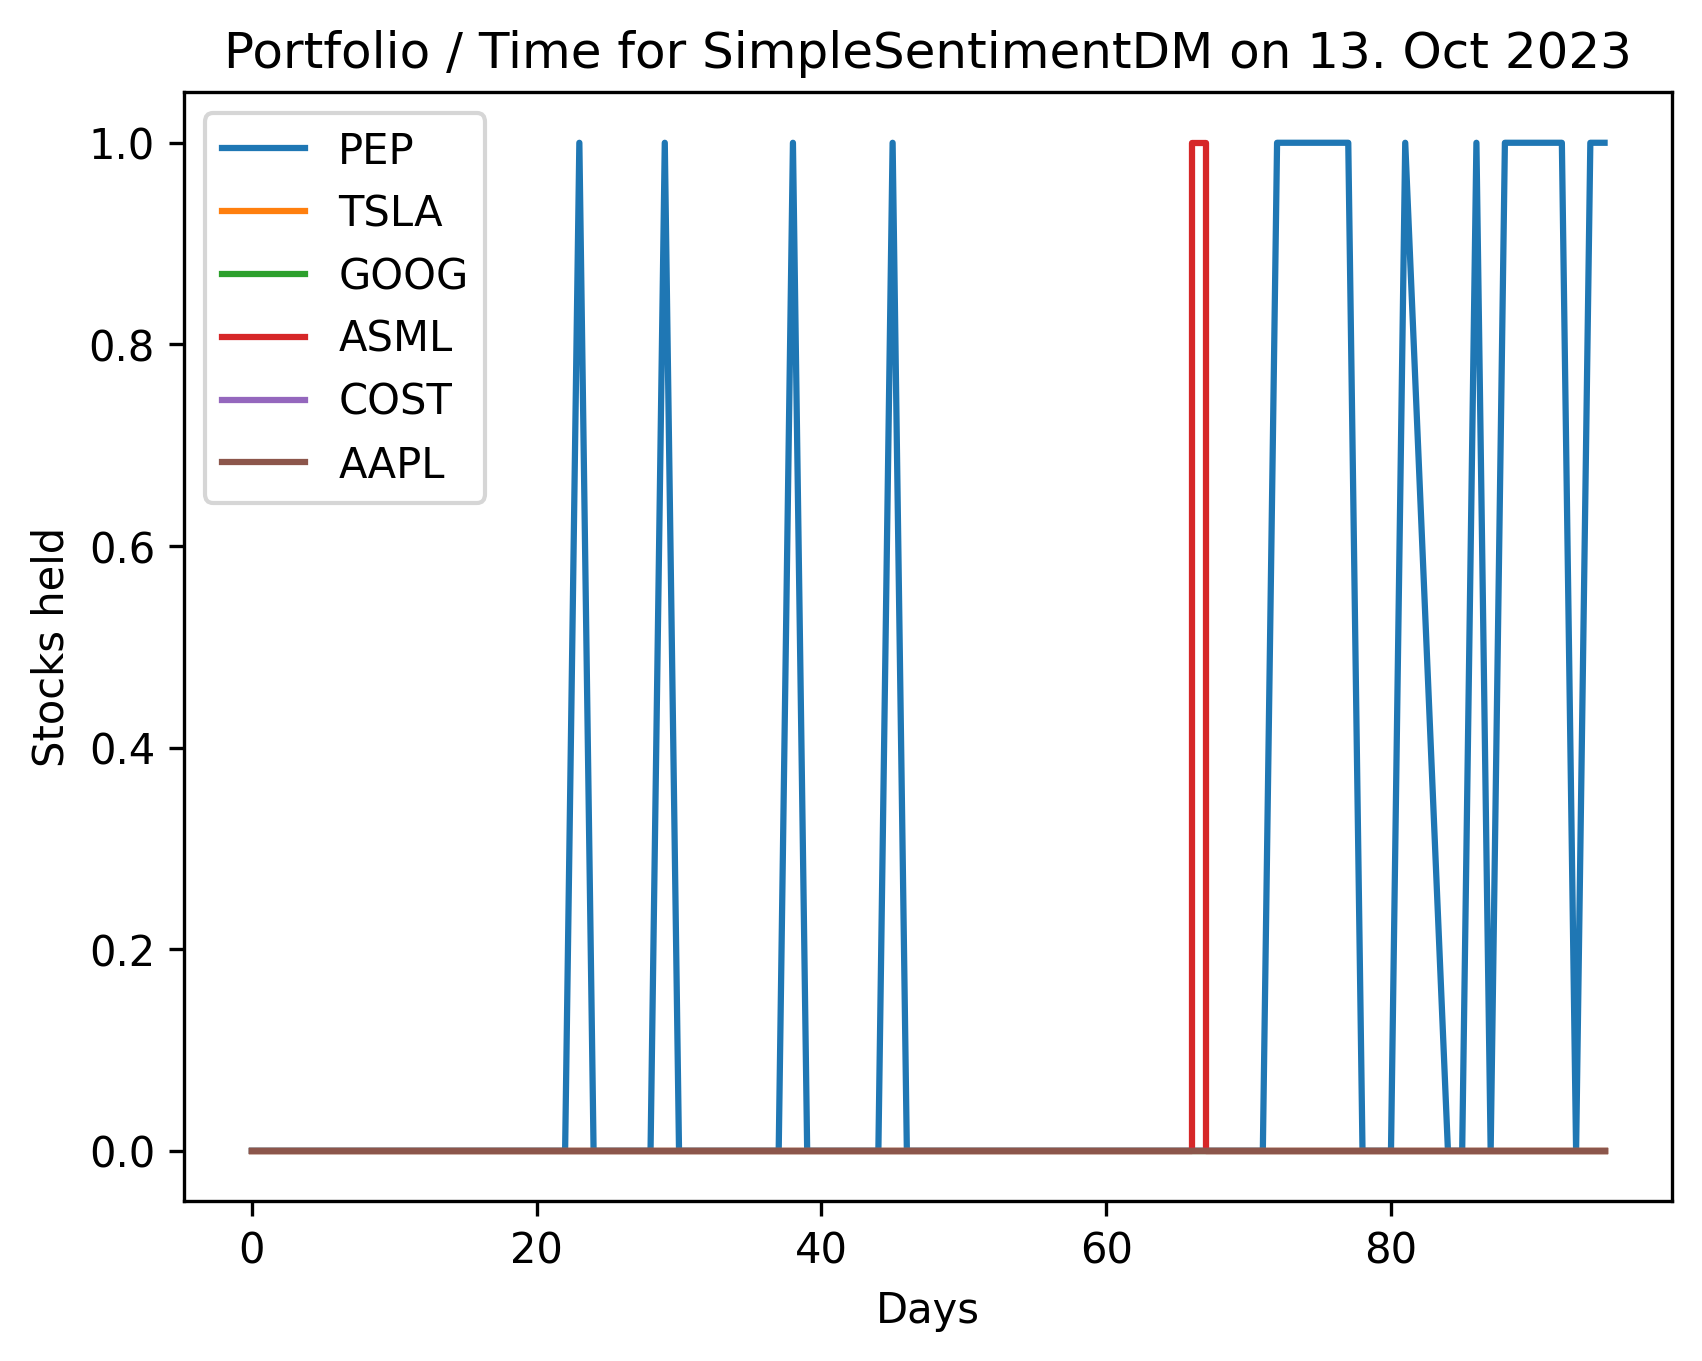 Portfolio / Time for SimpleSentimentDM on 13. Oct 2023
1.0
0.8
0.6
0.4
0.2
0.0
Stocks held
PEP
TSLA
GOOG
ASML
COST
AAPL
0 20 40 60 80
Days